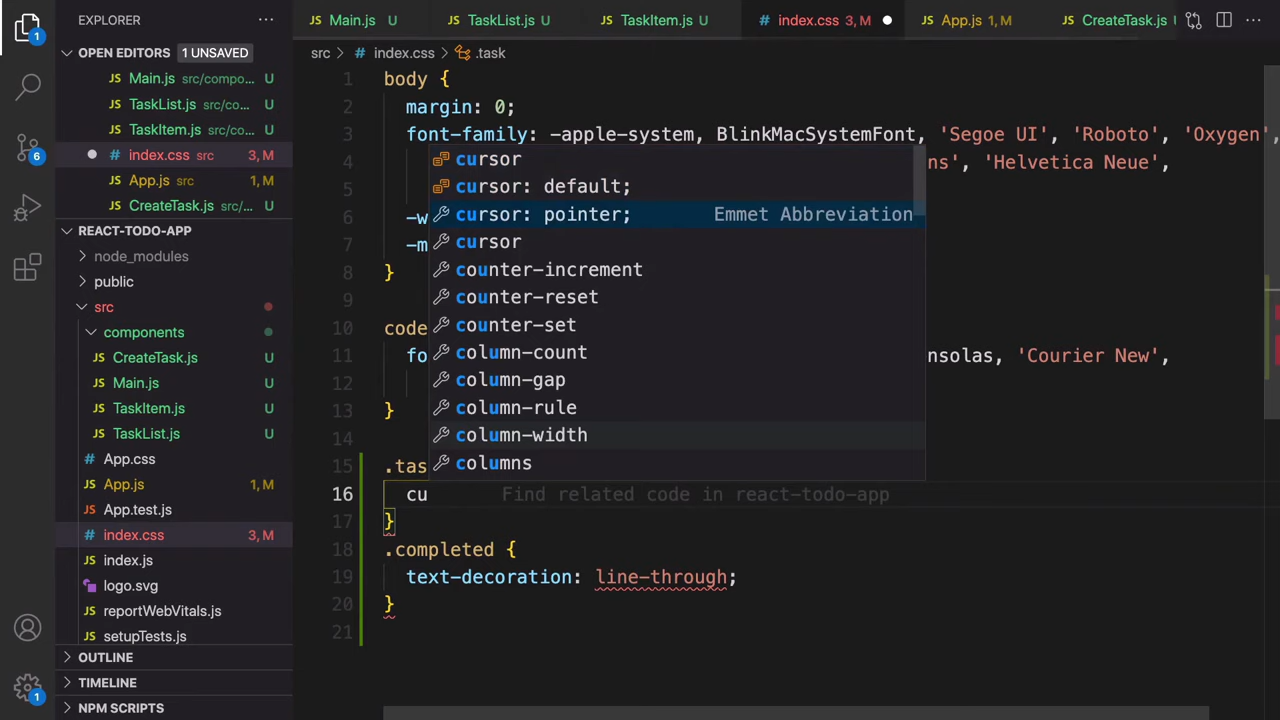 EXPLORER
OPEN EDITORS 1 UNSAVED
Main.js src/compo... U
TaskList.js src/co... U
TaskItem.js src/co... U
index.css src 3, M
App.js src 1, M
CreateTask.js src/... U
REACT-TODO-APP
node_modules
public
src
components
CreateTask.js U
Main.js U
TaskItem.js U
TaskList.js U
App.css
App.js 1, M
App.test.js
index.css 3, M
index.js
logo.svg
reportWebVitals.js
setupTests.js
OUTLINE
TIMELINE
NPM SCRIPTS
1
6
1
Main.js U TaskList.js U TaskItem.js U index.css 3, M App.js 1, M CreateTask.js U
src > index.css > .task
1 body {
2 margin: 0;
3 font-family: -apple-system, BlinkMacSystemFont, 'Segoe UI', 'Roboto', 'Oxygen',
4 ns', 'Helvetica Neue',
5
6 -w
7 -m
8 }
9
10 code
11 fo nsolas, 'Courier New',
12
13 }
14
15 .tas
16 cu Find related code in react-todo-app
17 }
18 .completed {
19 text-decoration: line-through;
20 }
21
cursor
cursor: default;
cursor: pointer; Emmet Abbreviation
cursor
counter-increment
counter-reset
counter-set
column-count
column-gap
column-rule
column-width
columns